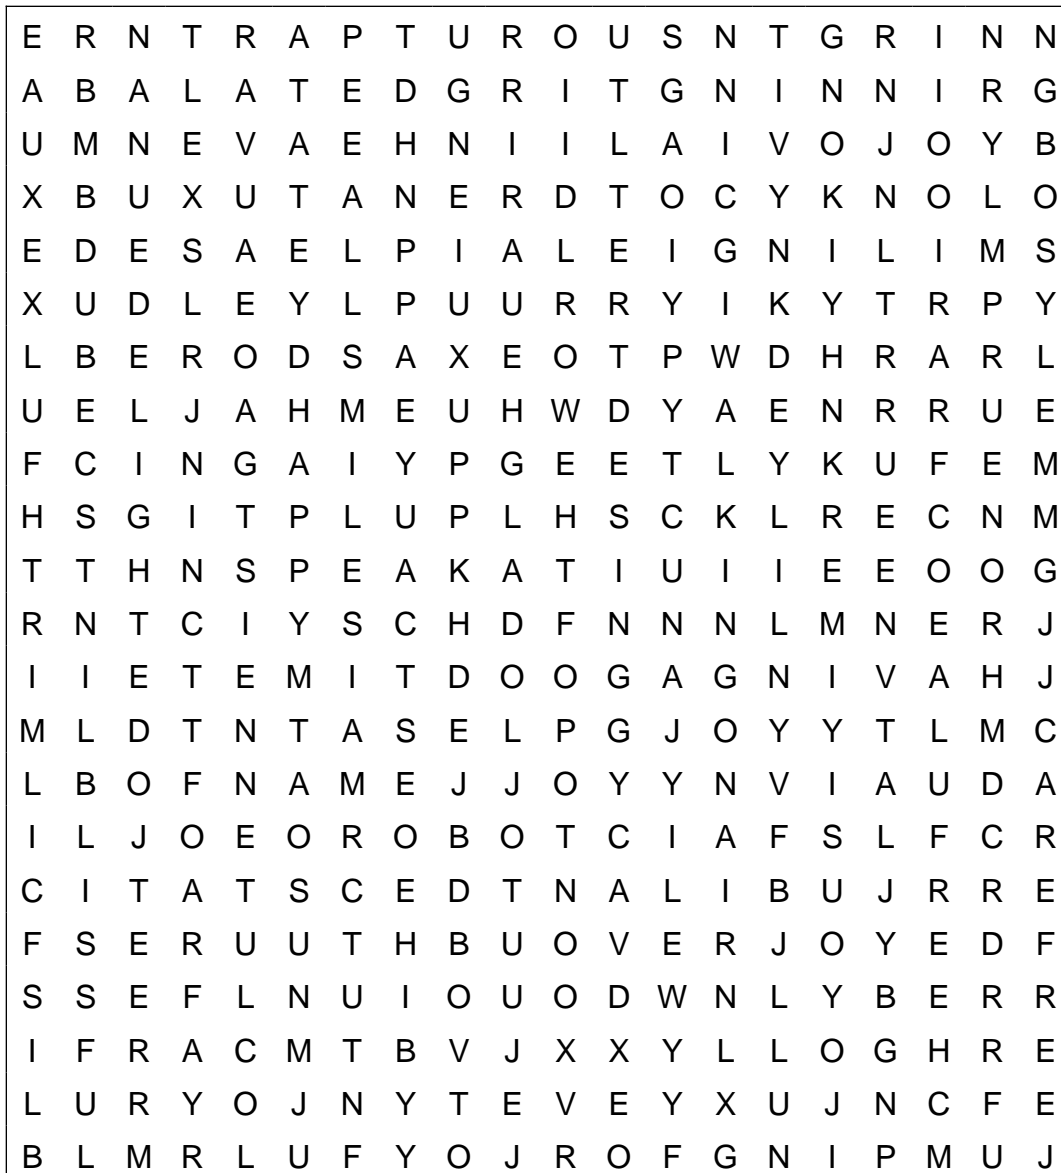 E R N T R A P T U R O U S N T G R I N N
A B A L A T E D G R I T G N I N N I R G
U M N E V A E H N I I L A I V O J O Y B
X B U X U T A N E R D T O C Y K N O L O
E D E S A E L P I A L E I G N I L I M S
X U D L E Y L P U U R R Y I K Y T R P Y
L B E R O D S A X E O T P W D H R A R L
U E L J A H M E U H W D Y A E N R R U E
F C I N G A I Y P G E E T L Y K U F E M
H S G I T P L U P L H S C K L R E C N M
T T H N S P E A K A T I U I I E E O O G
R N T C I Y S C H D F N N N L M N E R J
I I E T E M I T D O O G A G N I V A H J
M L D T N T A S E L P G J O Y Y T L M C
L B O F N A M E J J O Y Y N V I A U D A
I L J O E O R O B O T C I A F S L F C R
C I T A T S C E D T N A L I B U J R R E
F S E R U U T H B U O V E R J O Y E D F
S S E F L N U I O U O D W N L Y B E R R
I F R A C M T B V J X X Y L L O G H R E
L U R Y O J N Y T E V E Y X U J N C F E
B L M R L U F Y O J R O F G N I P M U J